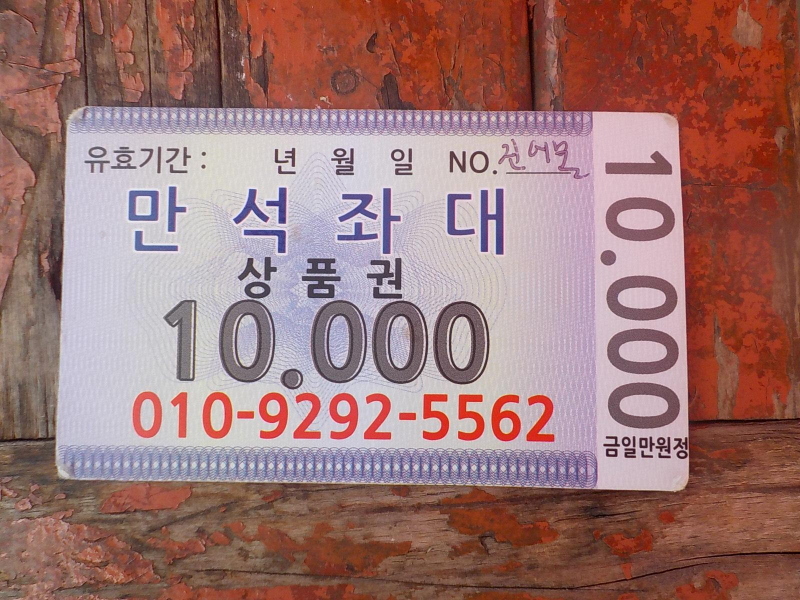 유효기간 : 년 월 일 NO.
만석좌대
상품권
10.000
010-9292-5562
10.000
금일만원정